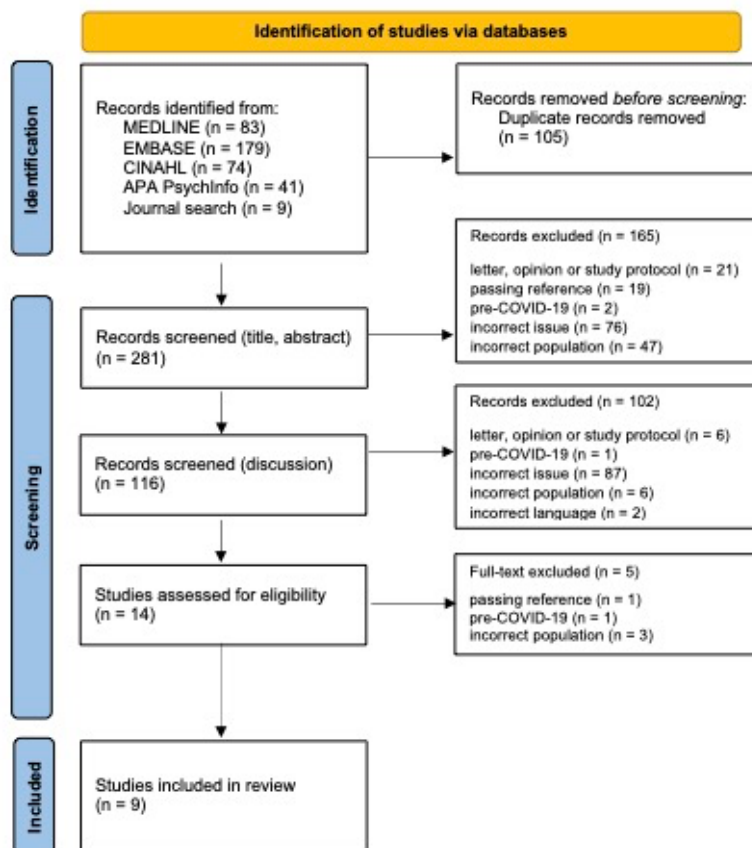 Identification of studies via databases
Identification
Records identified from:
MEDLINE (n = 83)
EMBASE (n = 179)
CINAHL (n = 74)
APA PsychInfo (n = 41)
Journal search (n = 9)
Records removed before screening:
Duplicate records removed
(n = 105)
Screening
Records screened (title, abstract)
(n = 281)
Records excluded (n = 165)
letter, opinion or study protocol (n = 21)
passing reference (n = 19)
pre-COVID-19 (n = 2)
incorrect issue (n = 76)
incorrect population (n = 47)
Records screened (discussion)
(n = 116)
Records excluded (n = 102)
letter, opinion or study protocol (n = 6)
pre-COVID-19 (n = 1)
incorrect issue (n = 87)
incorrect population (n = 6)
incorrect language (n = 2)
Studies assessed for eligibility
(n = 14)
Full-text excluded (n = 5)
passing reference (n = 1)
pre-COVID-19 (n = 1)
incorrect population (n = 3)
Included
Studies included in review
(n = 9)